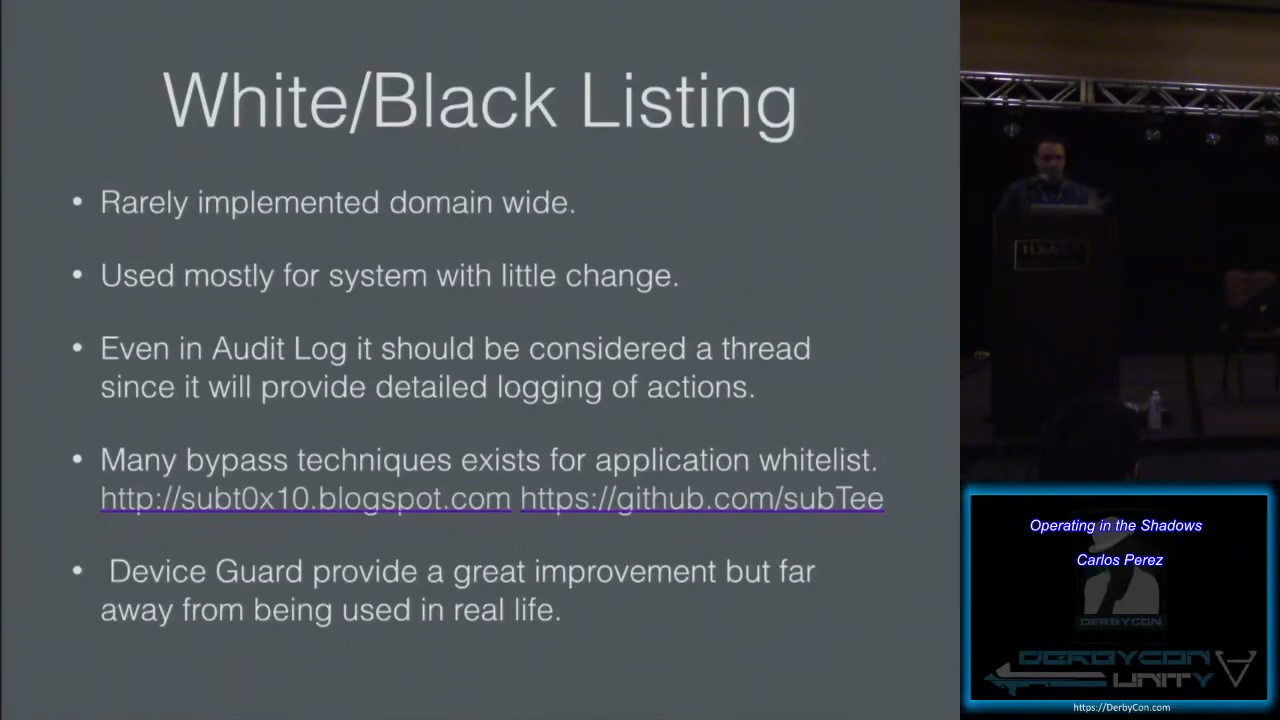 White/Black Listing
• Rarely implemented domain wide.
• Used mostly for system with little change.
• Even in Audit Log it should be considered a thread
since it will provide detailed logging of actions.
• Many bypass techniques exists for application whitelist.
http://subt0x10.blogspot.com https://github.com/subTee
• Device Guard provide a great improvement but far
away from being used in real life.
Operating in the Shadows
Carlos Perez
DERBYCON
DERBYCON
UNITY
https://DerbyCon.com